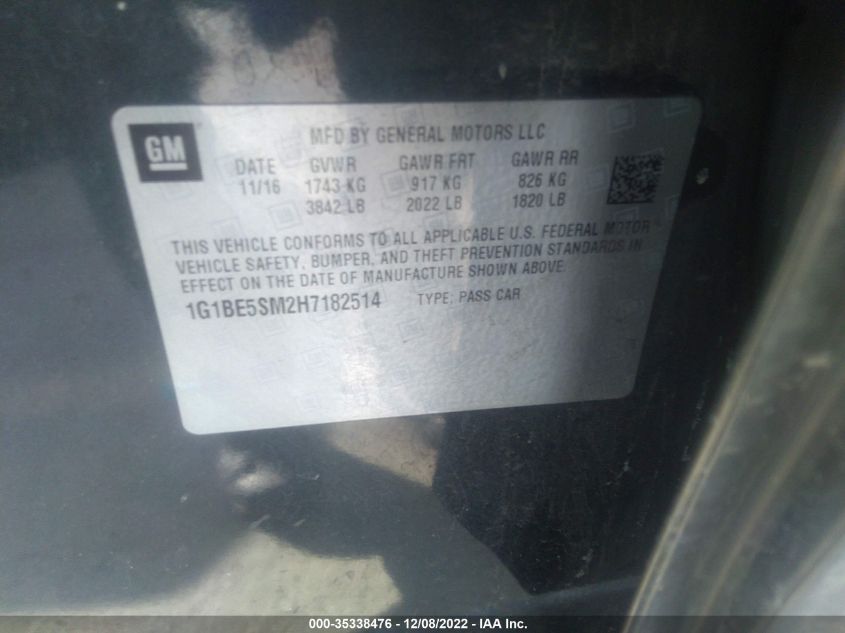 GM
MFD BY GENERAL MOTORS LLC
DATE GVWR GAWR FRT GAWR RR
11/16 1743 KG 917 KG 826 KG
3842 LB 2022 LB 1820 LB
THIS VEHICLE CONFORMS TO ALL APPLICABLE U.S. FEDERAL MOTOR
VEHICLE SAFETY, BUMPER, AND THEFT PREVENTION STANDARDS IN
EFFECT ON THE DATE OF MANUFACTURE SHOWN ABOVE.
1G1BE5SM2H7182514 TYPE: PASS CAR
000-35338476 - 12/08/2022 - IAA Inc.